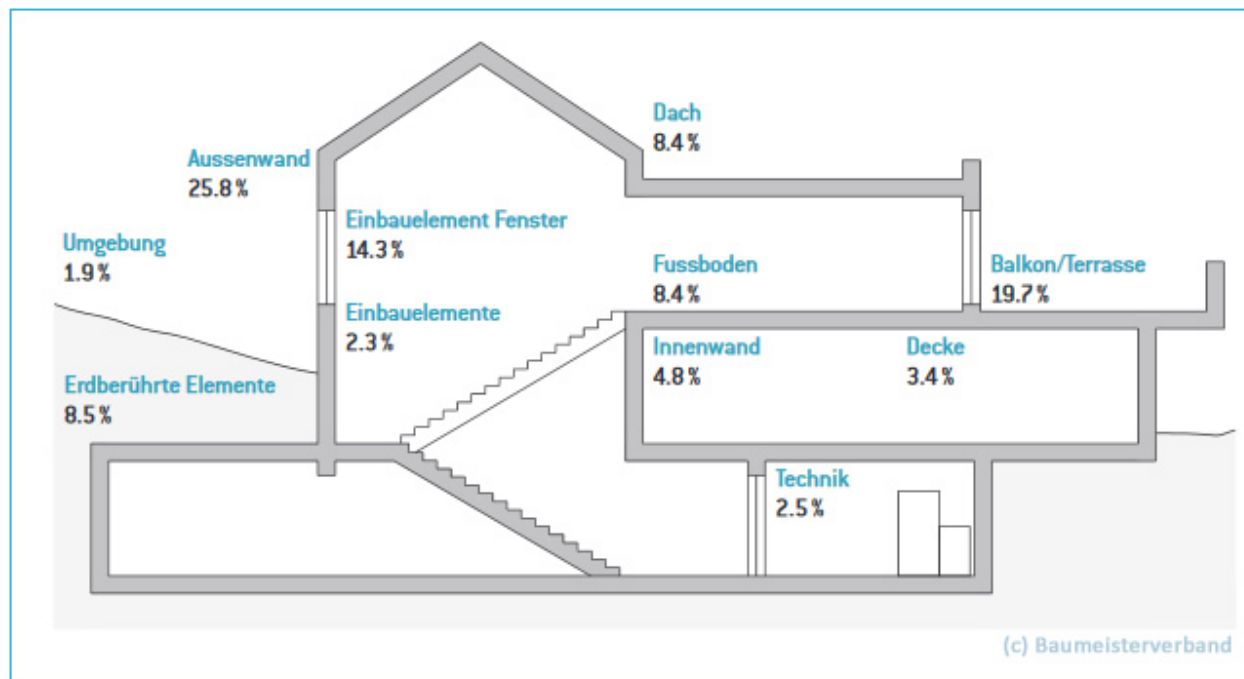 Dach
8.4 %
Aussenwand
25.8 %
Einbauelement Fenster
14.3 %
Umgebung
1.9 %
Fussboden
8.4 %
Balkon/Terrasse
19.7 %
Einbauelemente
2.3 %
Innenwand
4.8 %
Decke
3.4 %
Erdberührte Elemente
8.5 %
Technik
2.5 %
(c) Baumeisterverband